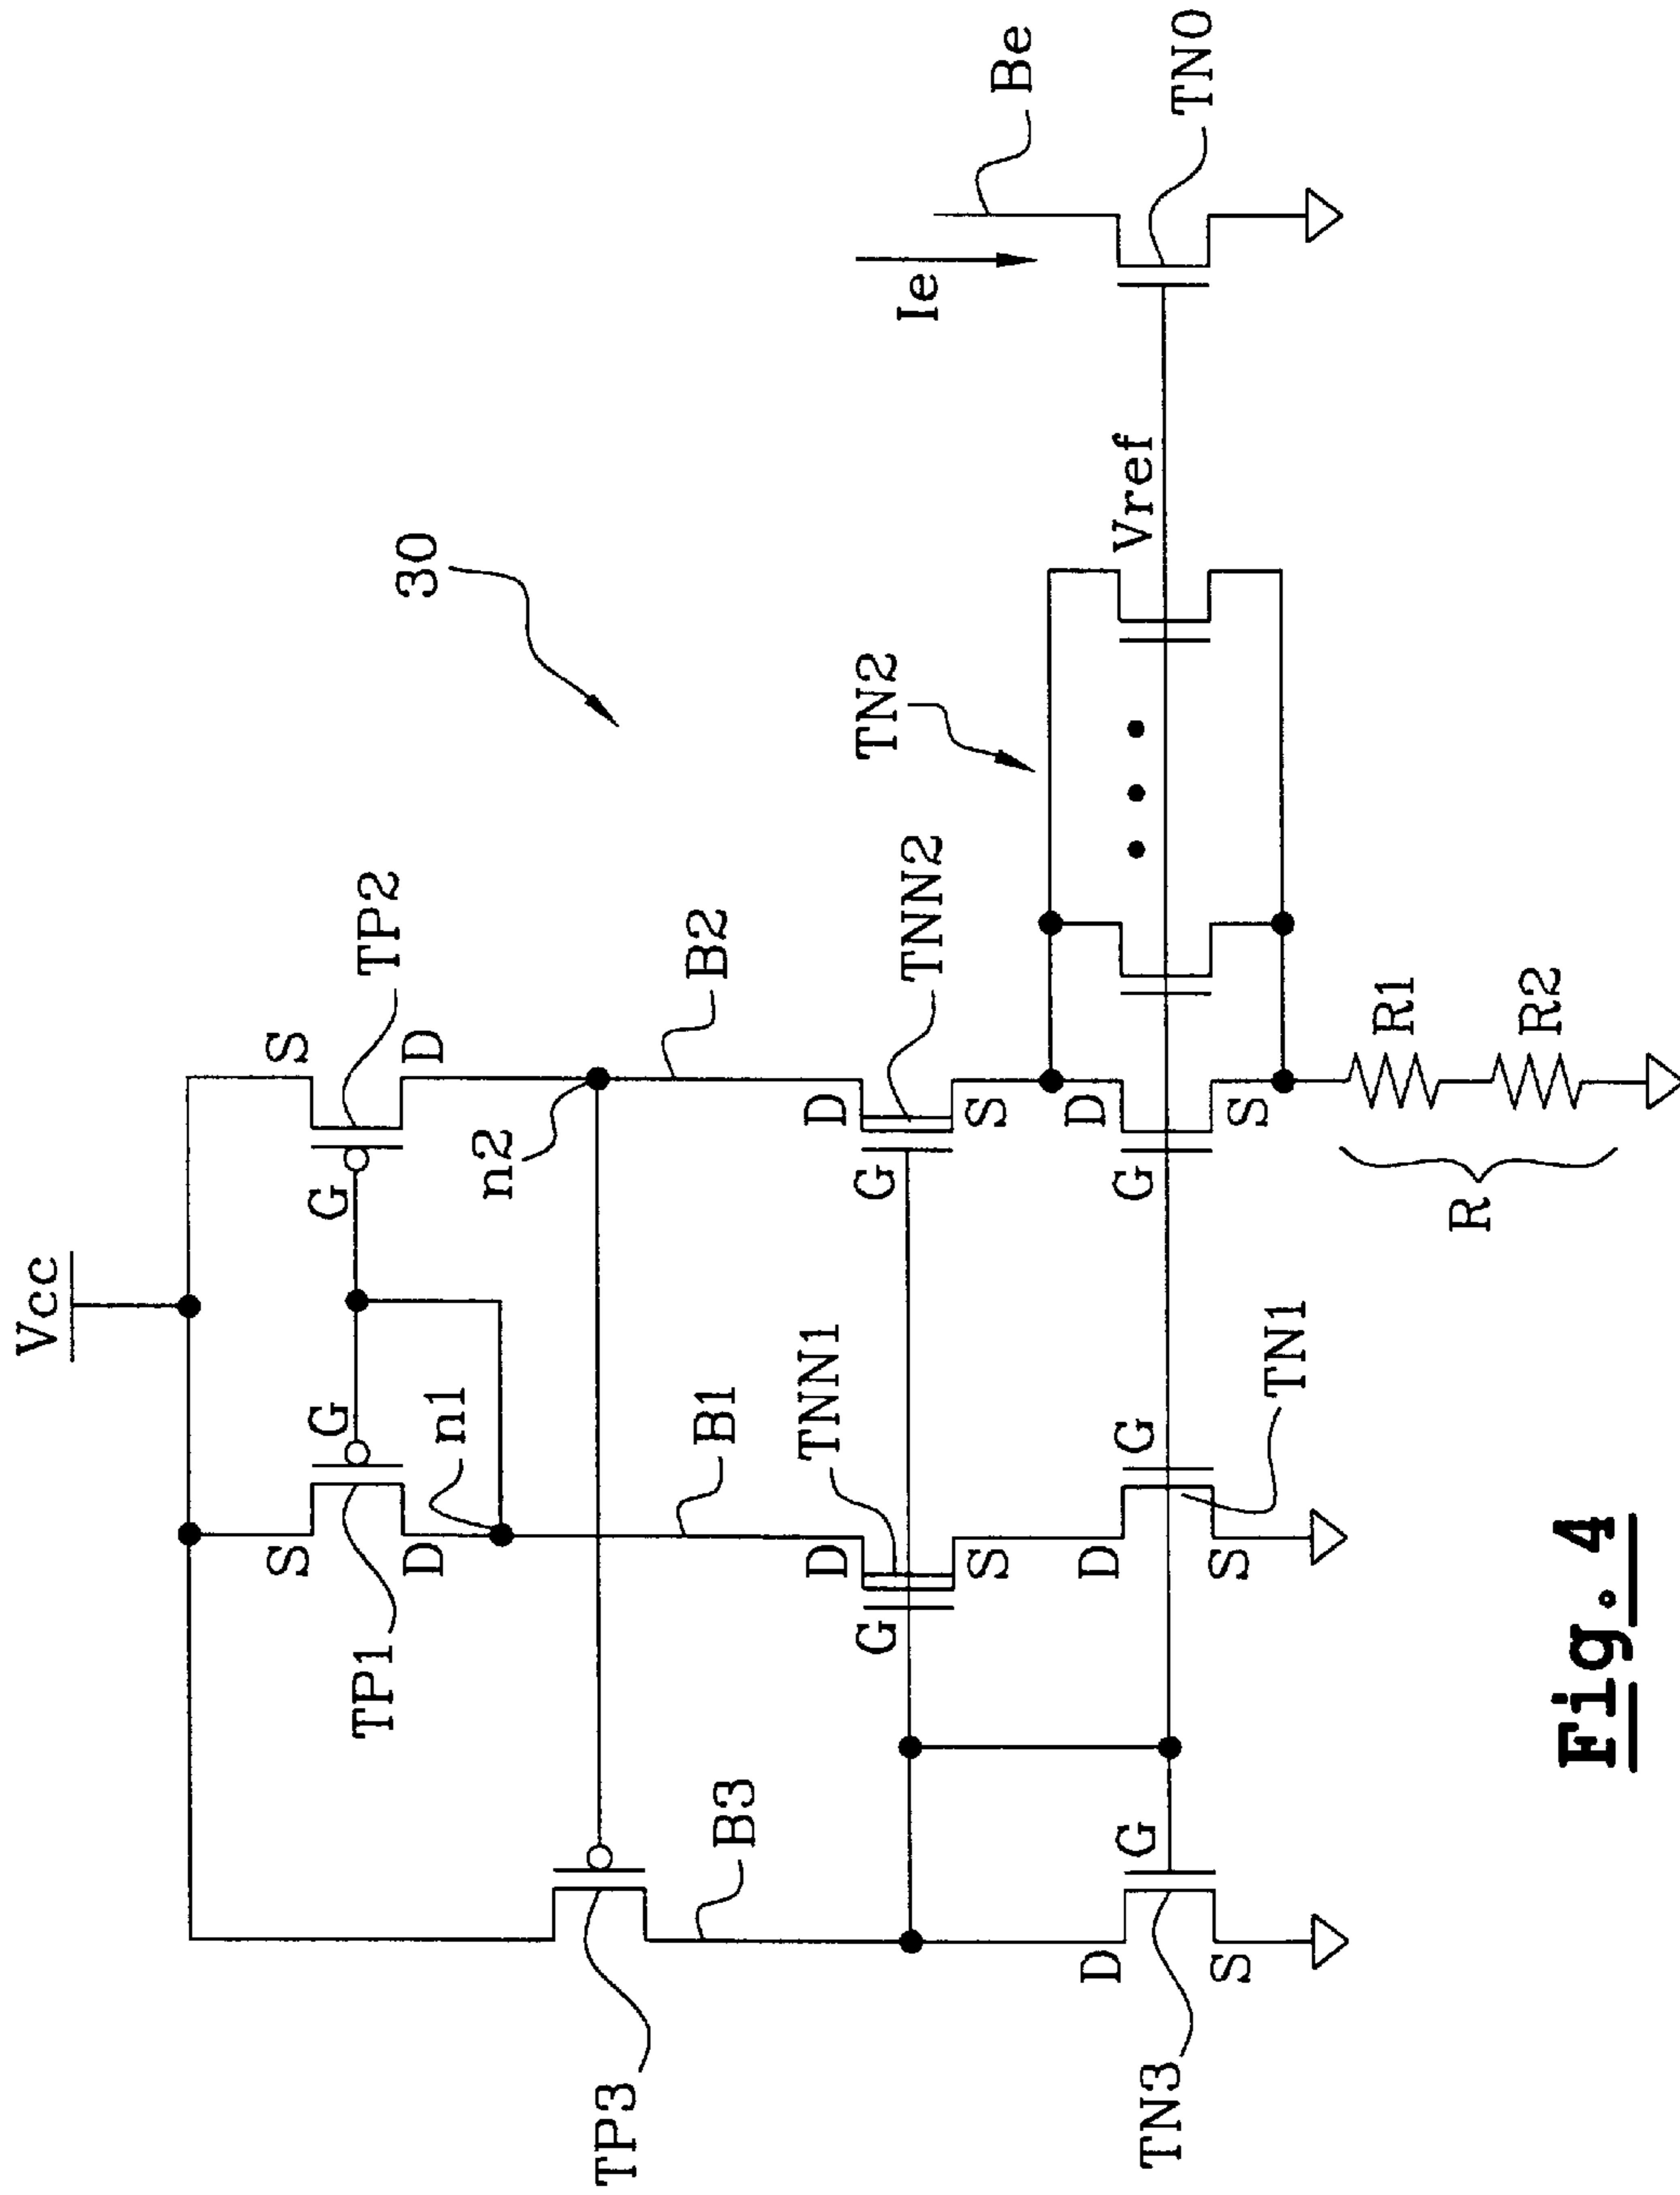 Vcc
S
G
G
S
TP1
D
n1
D
TP2
n2
30
TP3
B3
B1
B2
TNN1
D
G
S
D
G
S
TNN2
TN2
Ie
Be
D
G
S
TN3
D
G
S
TN1
D
G
S
Vref
TN0
R
R1
R2
Fig. 4